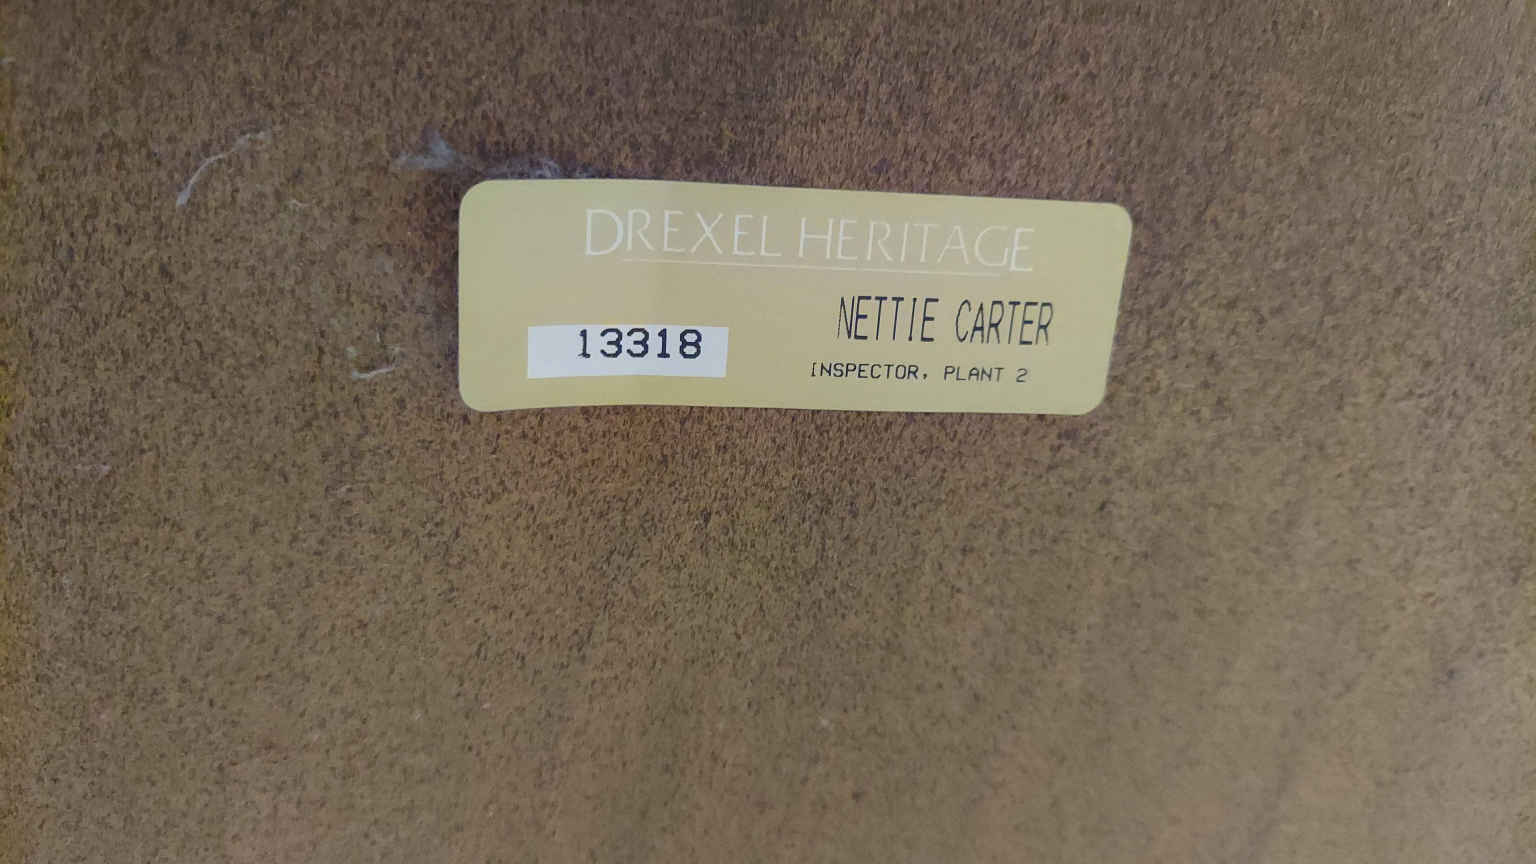 DREXEL HERITAGE
NETTIE CARTER
13318
INSPECTOR, PLANT 2